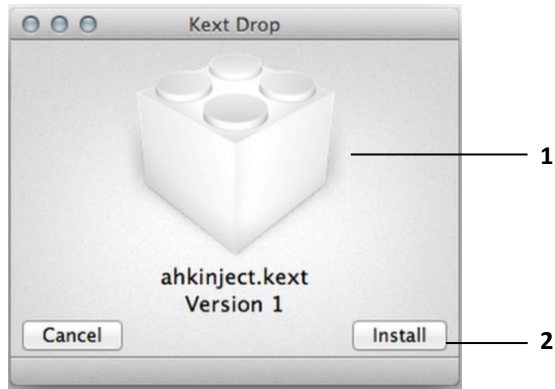 Kext Drop
1
ahkinject.kext
Version 1
Cancel
Install
2